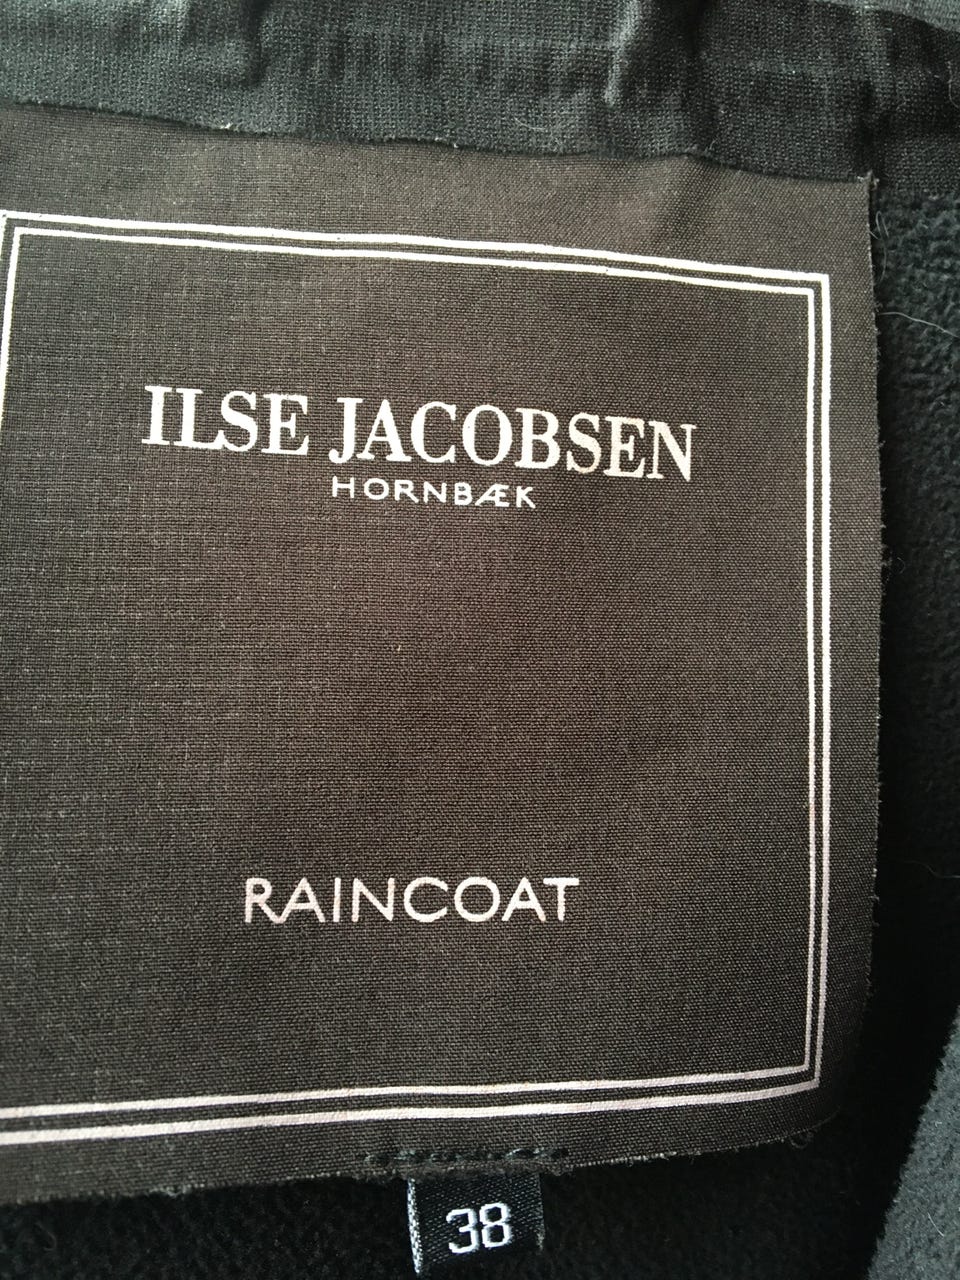 ILSE JACOBSEN
HORNBÆK
RAINCOAT
38